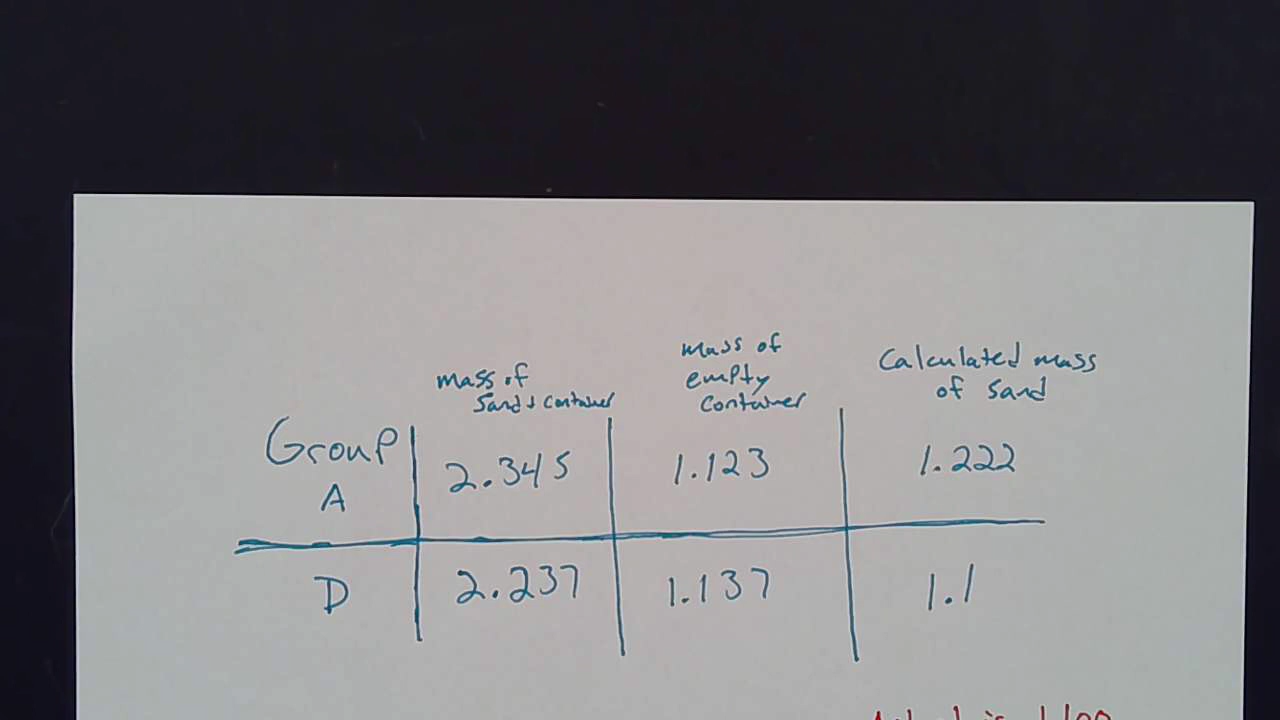 mass of
Sand + Container
mass of
empty
Container
Calculated mass
of sand
Group
A
2.345
1.123
1.222
D
2.237
1.137
1.1